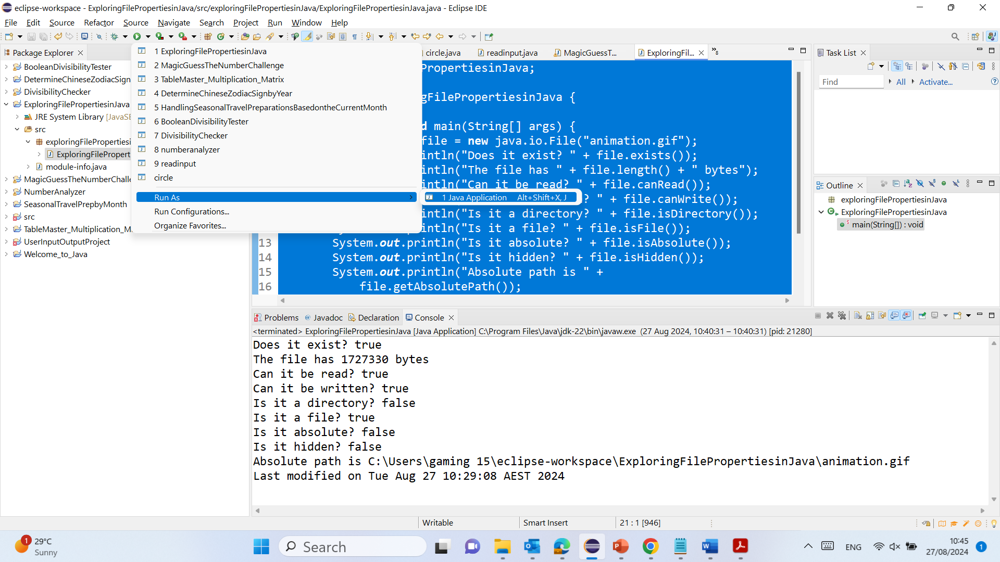 eclipse-workspace - ExploringFilePropertiesinJava/src/exploringFilePropertiesinJava/ExploringFilePropertiesinJava.java - Eclipse IDE
File Edit Source Refactor Source Navigate Search Project Run Window Help
Package Explorer
BooleanDivisibilityTester
DetermineChineseZodiacSign
DivisibilityChecker
ExploringFilePropertiesinJava
JRE System Library [JavaSE
src
exploringFilePropertiesi
ExploringFilePropert
module-info.java
MagicGuessTheNumberChalle
NumberAnalyzer
SeasonalTravelPrepbyMonth
src
TableMaster_Multiplication_M
UserInputOutputProject
Welcome_to_Java
1 ExploringFilePropertiesinJava
2 MagicGuessTheNumberChallenge
3 TableMaster_Multiplication_Matrix
4 DetermineChineseZodiacSignbyYear
5 HandlingSeasonalTravelPreparationsBasedontheCurrentMonth
6 BooleanDivisibilityTester
7 DivisibilityChecker
8 numberanalyzer
9 readinput
circle
Run As
Run Configurations...
Organize Favorites...
1 Java Application Alt+Shift+X, J
circle.java readinput.java MagicGuessT... ExploringFil... 8
PropertiesinJava;
gFilePropertiesinJava {
d main(String[] args) {
file = new java.io.File("animation.gif");
intln("Does it exist? " + file.exists());
intln("The file has " + file.length() + " bytes");
intln("Can it be read? " + file.canRead());
? " + file.canWrite());
intln("Is it a directory? " + file.isDirectory());
intln("Is it a file? " + file.isFile());
13 System.out.println("Is it absolute? " + file.isAbsolute());
14 System.out.println("Is it hidden? " + file.isHidden());
15 System.out.println("Absolute path is " +
16 file.getAbsolutePath());
Task List
Find All Activate...
Outline
exploringFilePropertiesinJava
ExploringFilePropertiesinJava
main(String[]) : void
Problems Javadoc Declaration Console
<terminated> ExploringFilePropertiesinJava [Java Application] C:\Program Files\Java\jdk-22\bin\javaw.exe (27 Aug 2024, 10:40:31 – 10:40:31) [pid: 21280]
Does it exist? true
The file has 1727330 bytes
Can it be read? true
Can it be written? true
Is it a directory? false
Is it a file? true
Is it absolute? false
Is it hidden? false
Absolute path is C:\Users\gaming 15\eclipse-workspace\ExploringFilePropertiesinJava\animation.gif
Last modified on Tue Aug 27 10:29:08 AEST 2024
Writable Smart Insert 21 : 1 [946]
1 29°C
Sunny
Search
ENG
10:45
27/08/2024
1